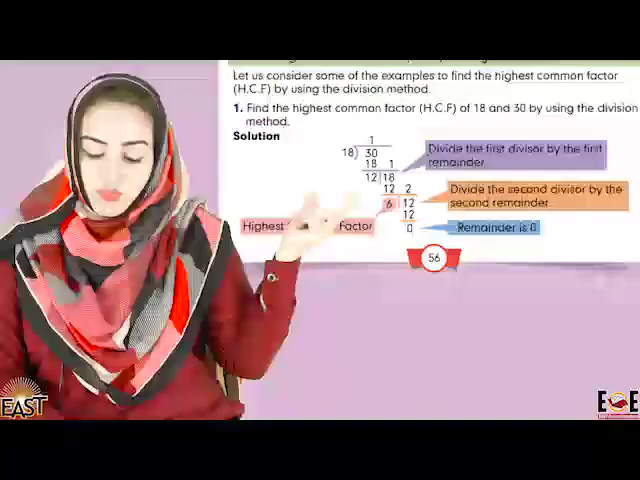 Let us consider some of the examples to find the highest common factor
(H.C.F) by using the division method.
1. Find the highest common factor (H.C.F) of 18 and 30 by using the division
method.
Solution
1
18) 30
18 1
12 18
12 2
6 12
12
0
Divide the first divisor by the first
remainder
Divide the second divisor by the
second remainder
Highest Factor
Remainder is 0
56
EAST